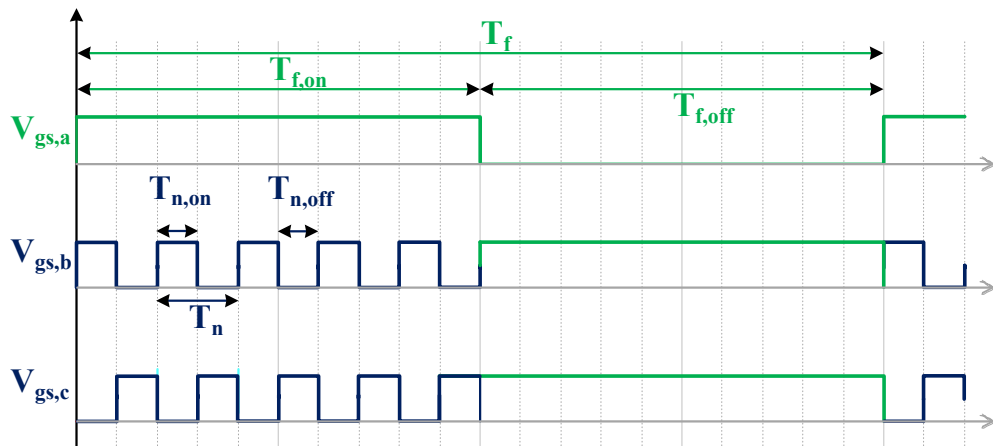 T_f
T_f,on
T_f,off
V_gs,a
T_n,on T_n,off
V_gs,b
T_n
V_gs,c